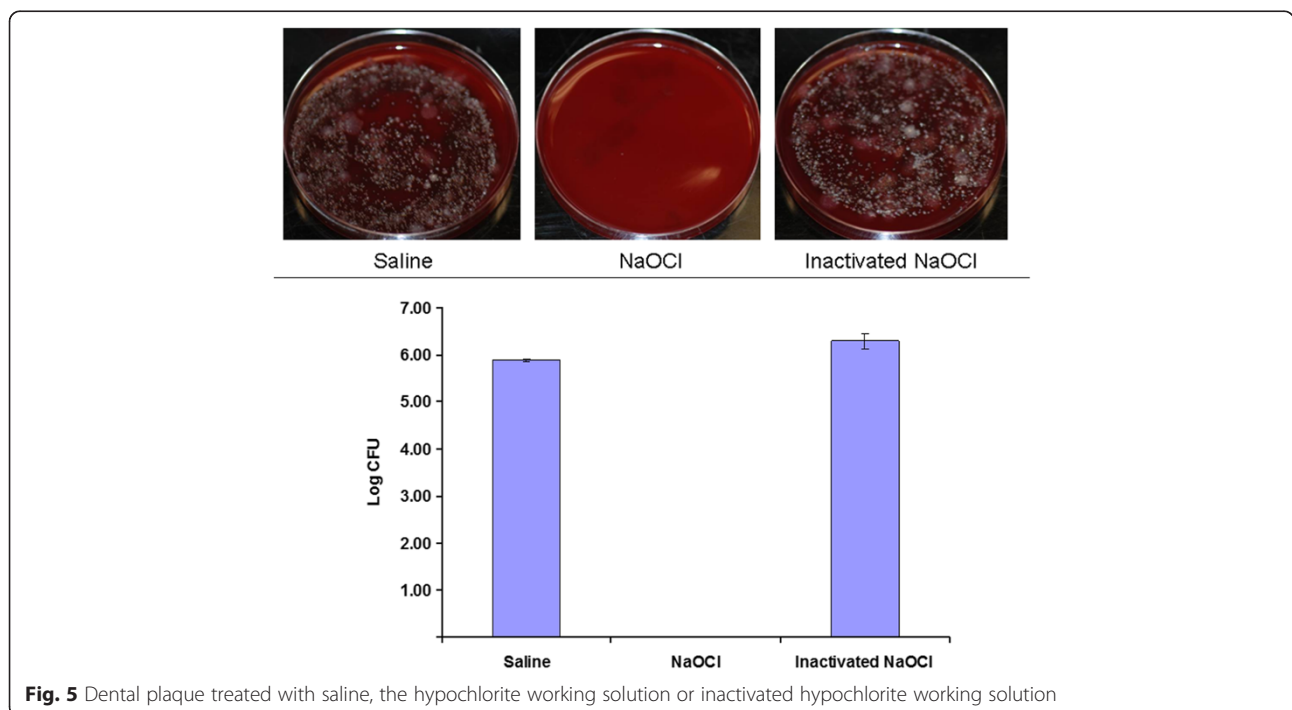 Saline NaOCl Inactivated NaOCl
7.00
6.00
5.00
4.00
3.00
2.00
1.00
Log CFU
Saline NaOCl Inactivated NaOCl
Fig. 5 Dental plaque treated with saline, the hypochlorite working solution or inactivated hypochlorite working solution